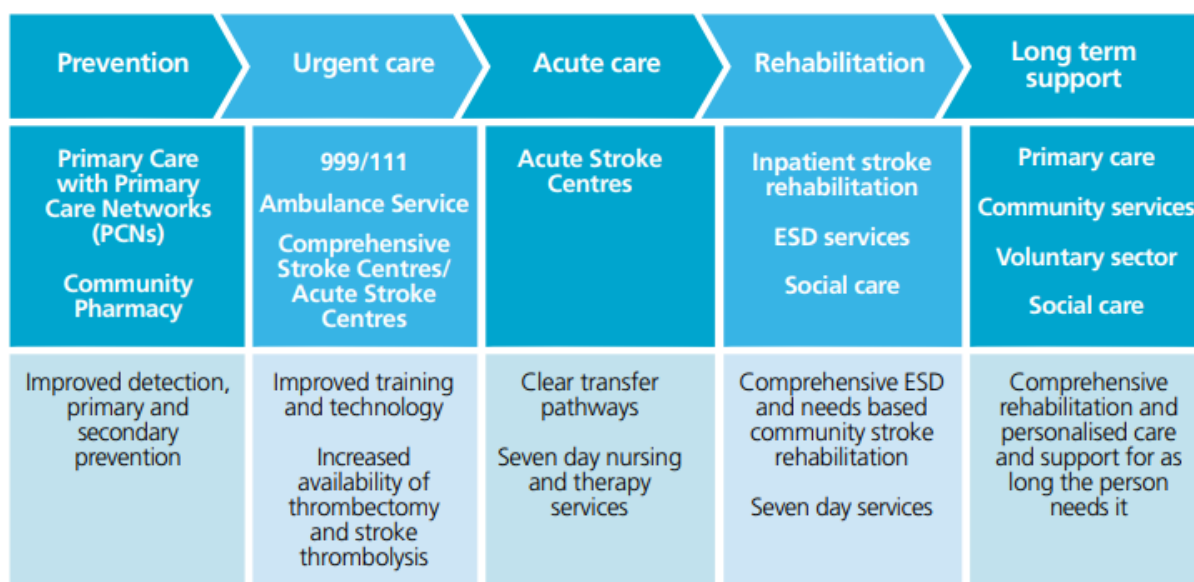 Prevention
Urgent care
Acute care
Rehabilitation
Long term
support
Primary Care
with Primary
Care Networks
(PCNs)
Community
Pharmacy
999/111
Ambulance Service
Comprehensive
Stroke Centres/
Acute Stroke
Centres
Acute Stroke
Centres
Inpatient stroke
rehabilitation
ESD services
Social care
Primary care
Community services
Voluntary sector
Social care
Improved detection,
primary and
secondary
prevention
Improved training
and technology
Increased
availability of
thrombectomy
and stroke
thrombolysis
Clear transfer
pathways
Seven day nursing
and therapy
services
Comprehensive ESD
and needs based
community stroke
rehabilitation
Seven day services
Comprehensive
rehabilitation and
personalised care
and support for as
long the person
needs it